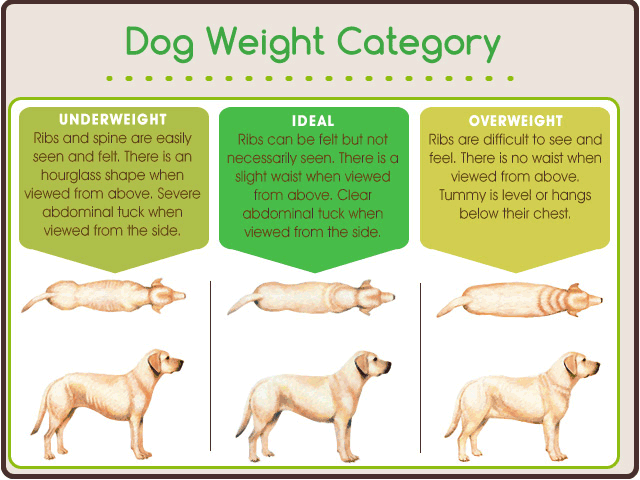 Dog Weight Category
UNDERWEIGHT
Ribs and spine are easily
seen and felt. There is an
hourglass shape when
viewed from above. Severe
abdominal tuck when
viewed from the side.
IDEAL
Ribs can be felt but not
necessarily seen. There is a
slight waist when viewed
from above. Clear
abdominal tuck when
viewed from the side.
OVERWEIGHT
Ribs are difficult to see and
feel. There is no waist when
viewed from above.
Tummy is level or hangs
below their chest.